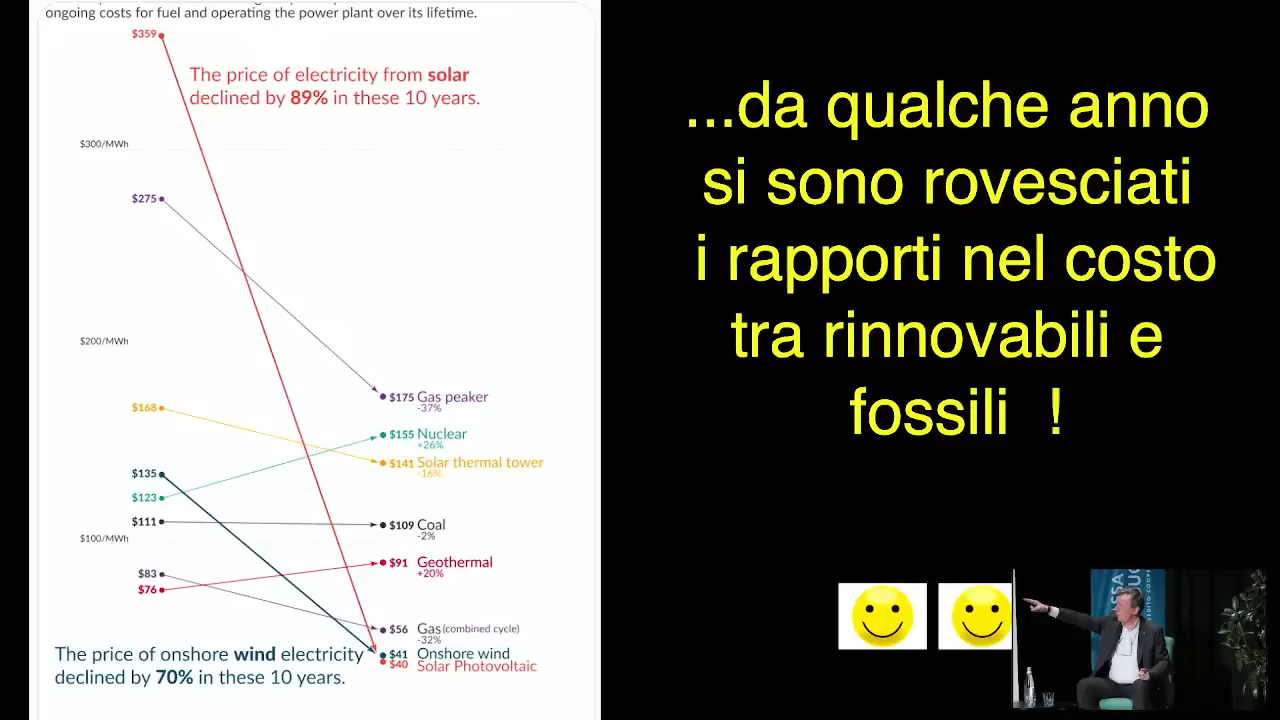 ongoing costs for fuel and operating the power plant over its lifetime.
$359
The price of electricity from solar
declined by 89% in these 10 years.
$300/MWh
$275
$200/MWh
$175 Gas peaker
-37%
$168
$155 Nuclear
+26%
$141 Solar thermal tower
-16%
$135
$123
$111
$109 Coal
-2%
$100/MWh
$91 Geothermal
+20%
$83
$76
$56 Gas (combined cycle)
-32%
$41 Onshore wind
$40 Solar Photovoltaic
The price of onshore wind electricity
declined by 70% in these 10 years.
...da qualche anno
si sono rovesciati
i rapporti nel costo
tra rinnovabili e
fossili !